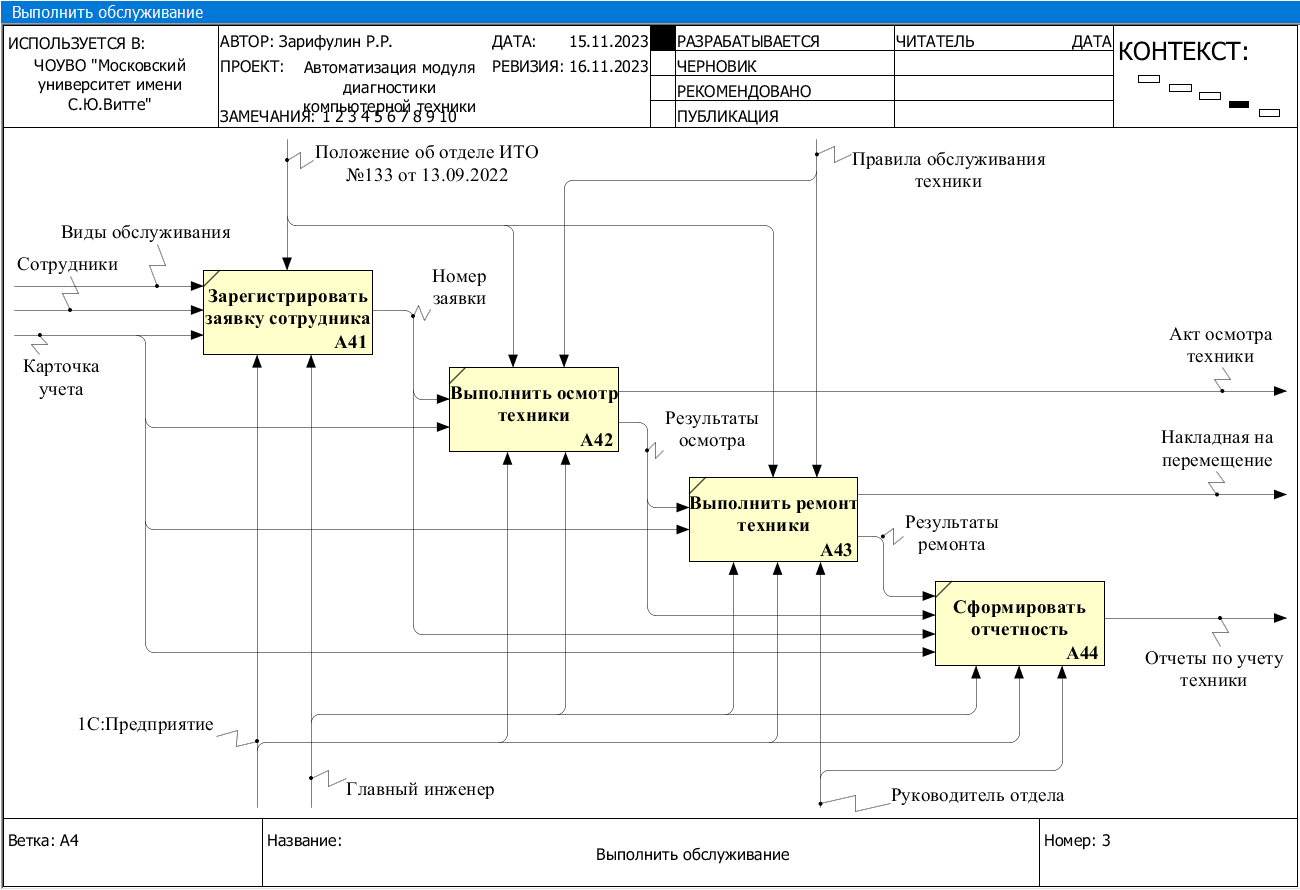 Выполнить обслуживание
ИСПОЛЬЗУЕТСЯ В:
ЧОУВО "Московский
университет имени
С.Ю.Витте"
АВТОР: Зарифулин Р.Р.
ДАТА: 15.11.2023
ПРОЕКТ: Автоматизация модуля
диагностики
компьютерной техники
РЕВИЗИЯ: 16.11.2023
ЗАМЕЧАНИЯ: 1 2 3 4 5 6 7 8 9 10
РАЗРАБАТЫВАЕТСЯ
ЧЕРНОВИК
РЕКОМЕНДОВАНО
ПУБЛИКАЦИЯ
ЧИТАТЕЛЬ ДАТА
КОНТЕКСТ:
Положение об отделе ИТО
№133 от 13.09.2022
Правила обслуживания
техники
Виды обслуживания
Сотрудники
Карточка
учета
Зарегистрировать
заявку сотрудника
A41
Номер
заявки
Выполнить осмотр
техники
A42
Акт осмотра
техники
Результаты
осмотра
Накладная на
перемещение
Выполнить ремонт
техники
A43
Результаты
ремонта
Сформировать
отчетность
A44
Отчеты по учету
техники
1С:Предприятие
Главный инженер
Руководитель отдела
Ветка: A4
Название:
Выполнить обслуживание
Номер: 3